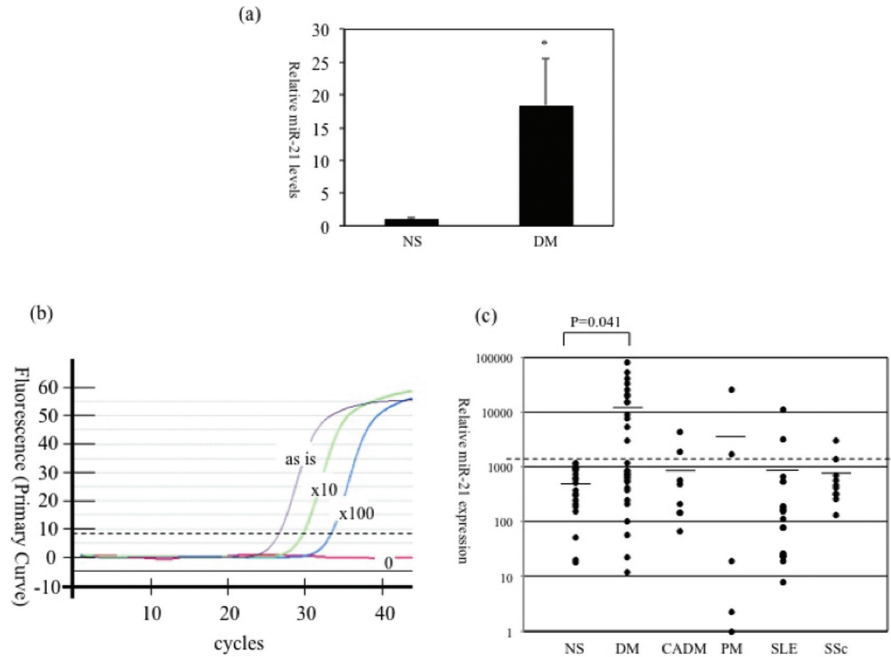 (a)
Relative miR-21 levels
30
25
20
15
10
5
0
NS DM
(b)
Fluorescence (Primary Curve)
60
50
40
30
20
10
0
-10
as is
x10
x100
0
10 20 30 40
cycles
(c)
P=0.041
Relative miR-21 expression
100000
10000
1000
100
10
1
NS DM CADM PM SLE SSc